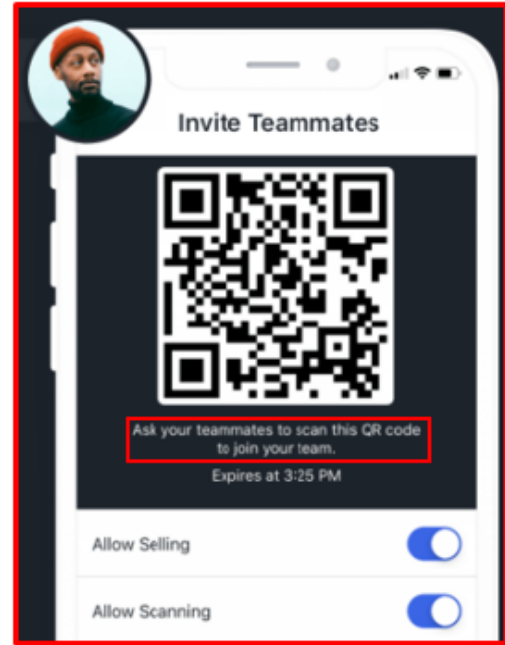 Invite Teammates
Ask your teammates to scan this QR code
to join your team.
Expires at 3:25 PM
Allow Selling
Allow Scanning